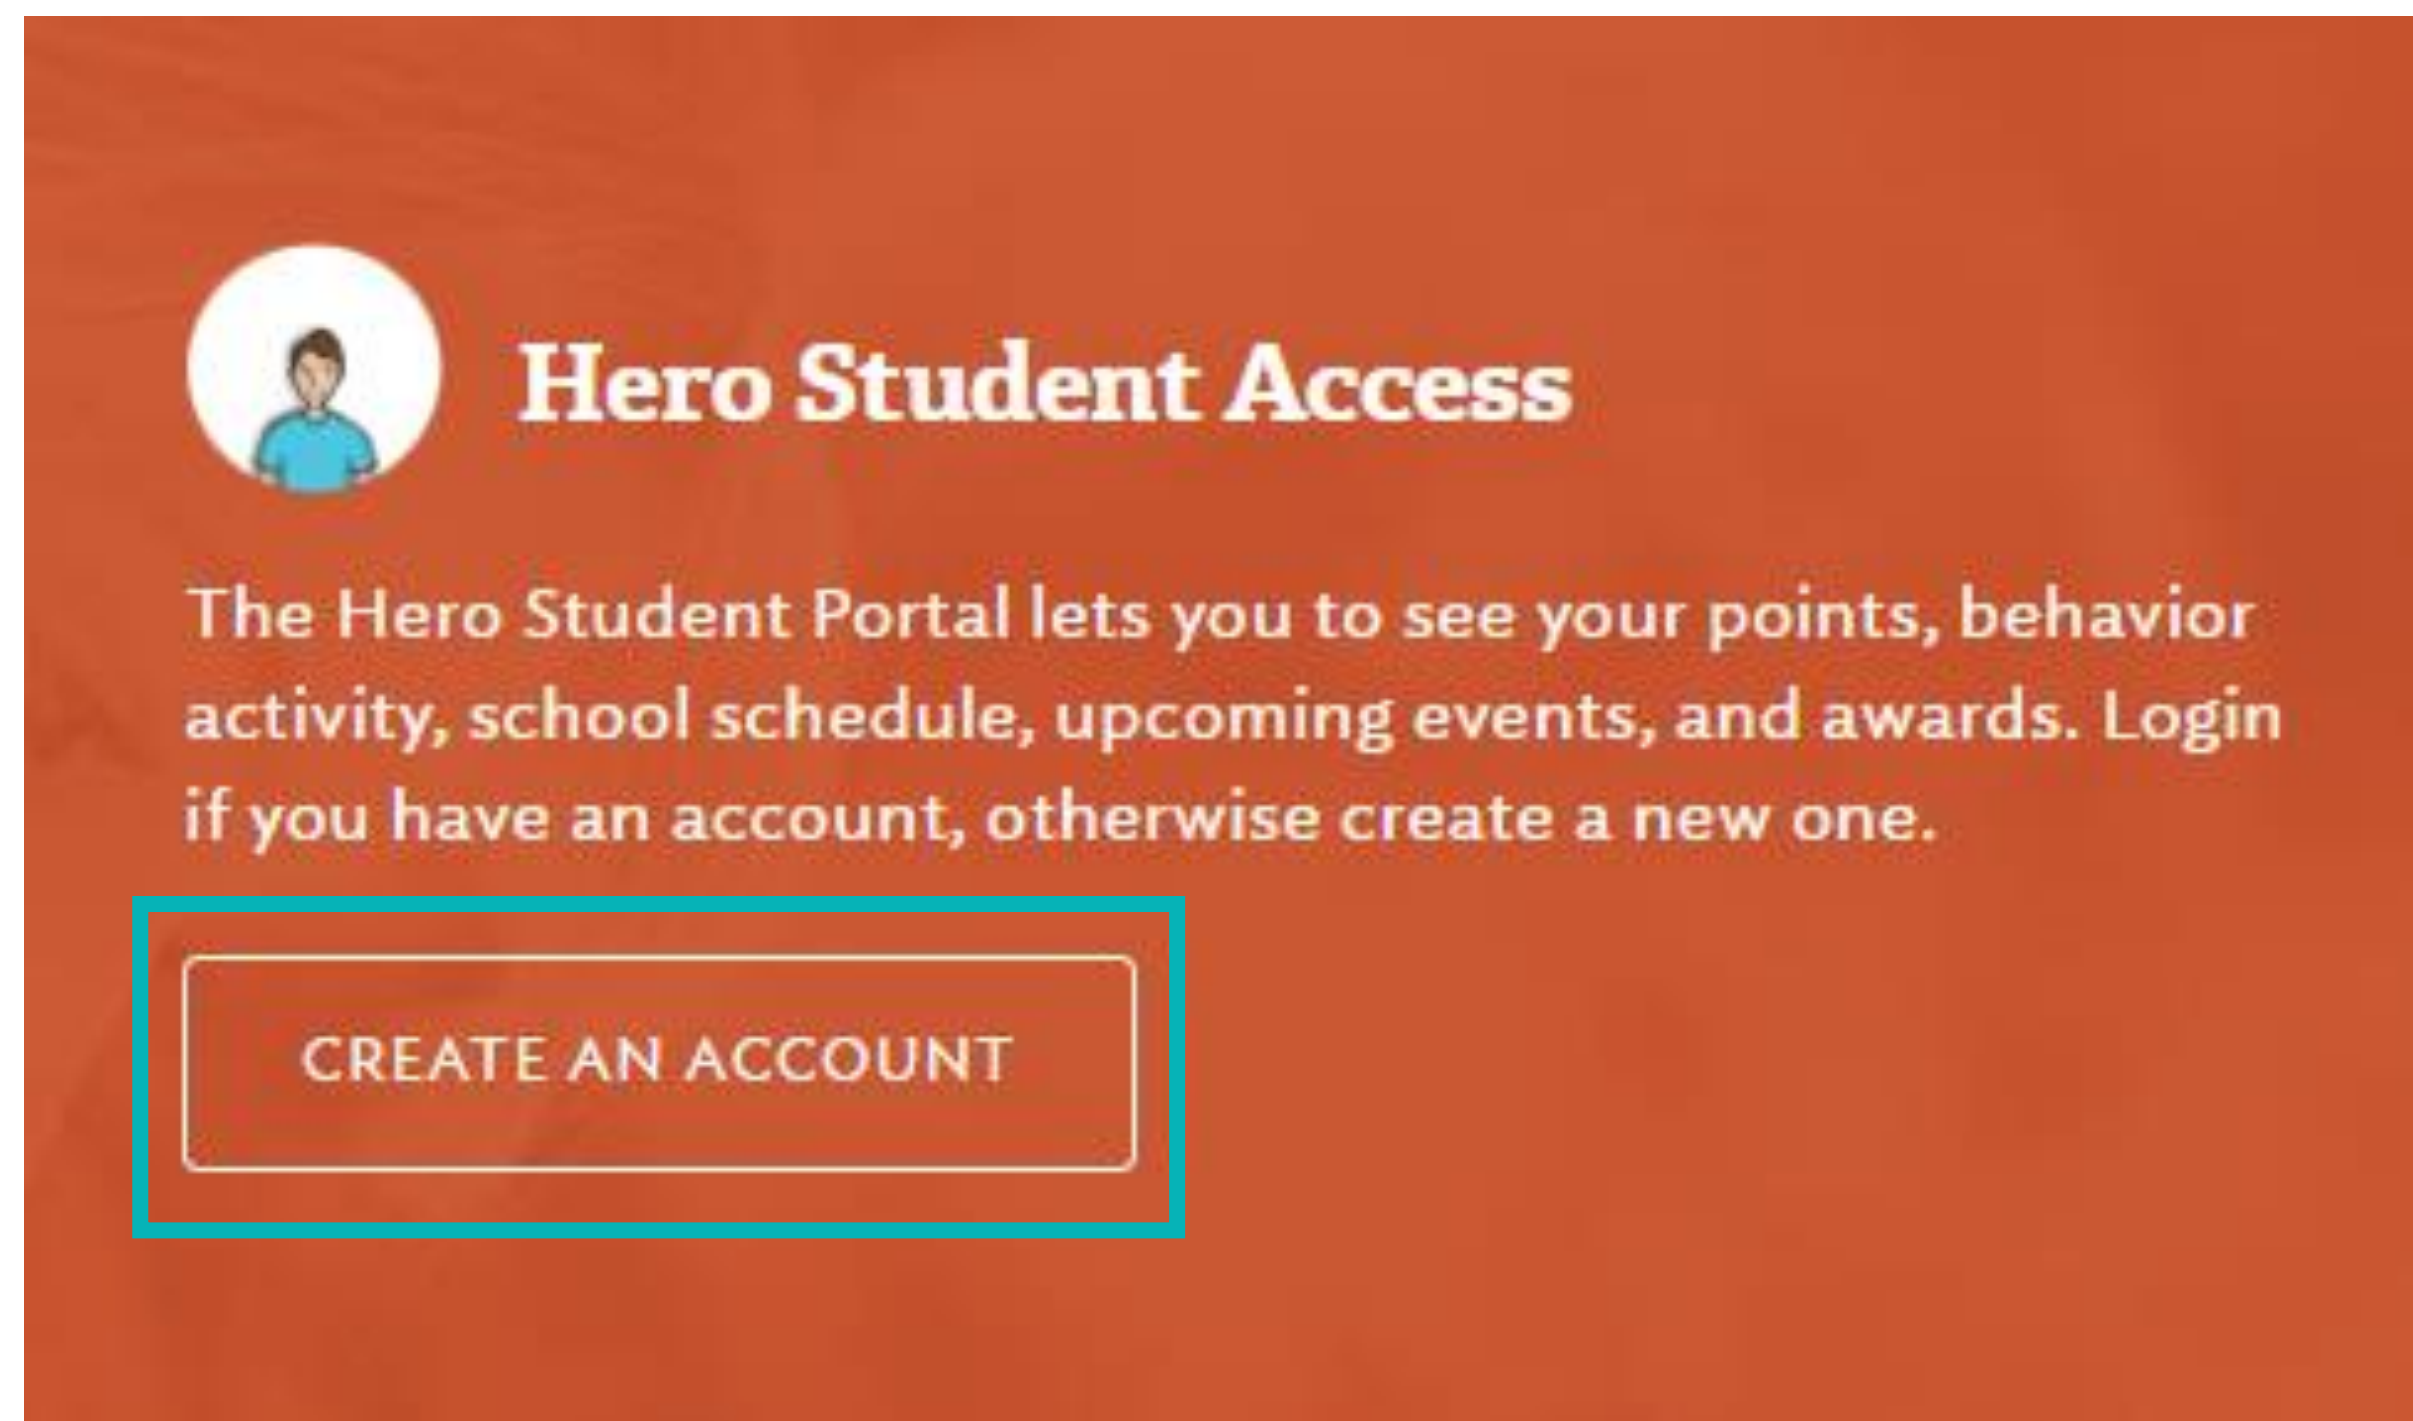 Hero Student Access
The Hero Student Portal lets you to see your points, behavior
activity, school schedule, upcoming events, and awards. Login
if you have an account, otherwise create a new one.
CREATE AN ACCOUNT